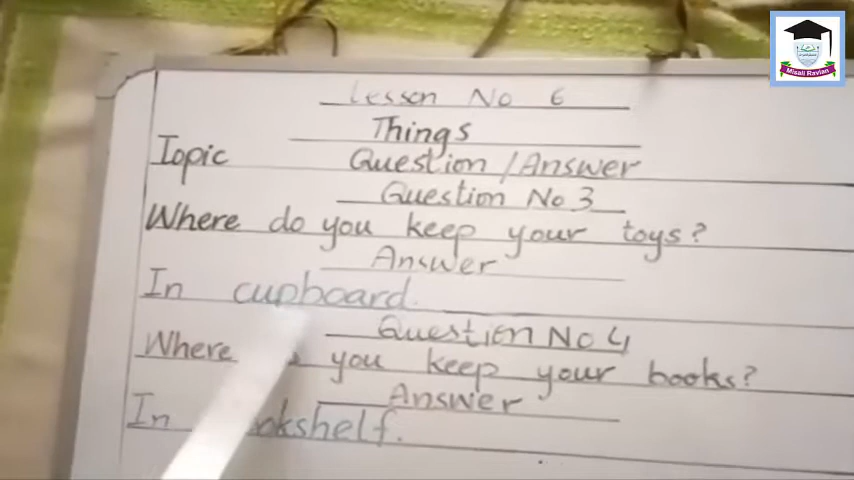 Lesson No 6
Things
Topic Question/Answer
Question No 3
Where do you keep your toys?
Answer
In cupboard.
Question No 4
Where you keep your books?
Answer
In
Misali Ravian